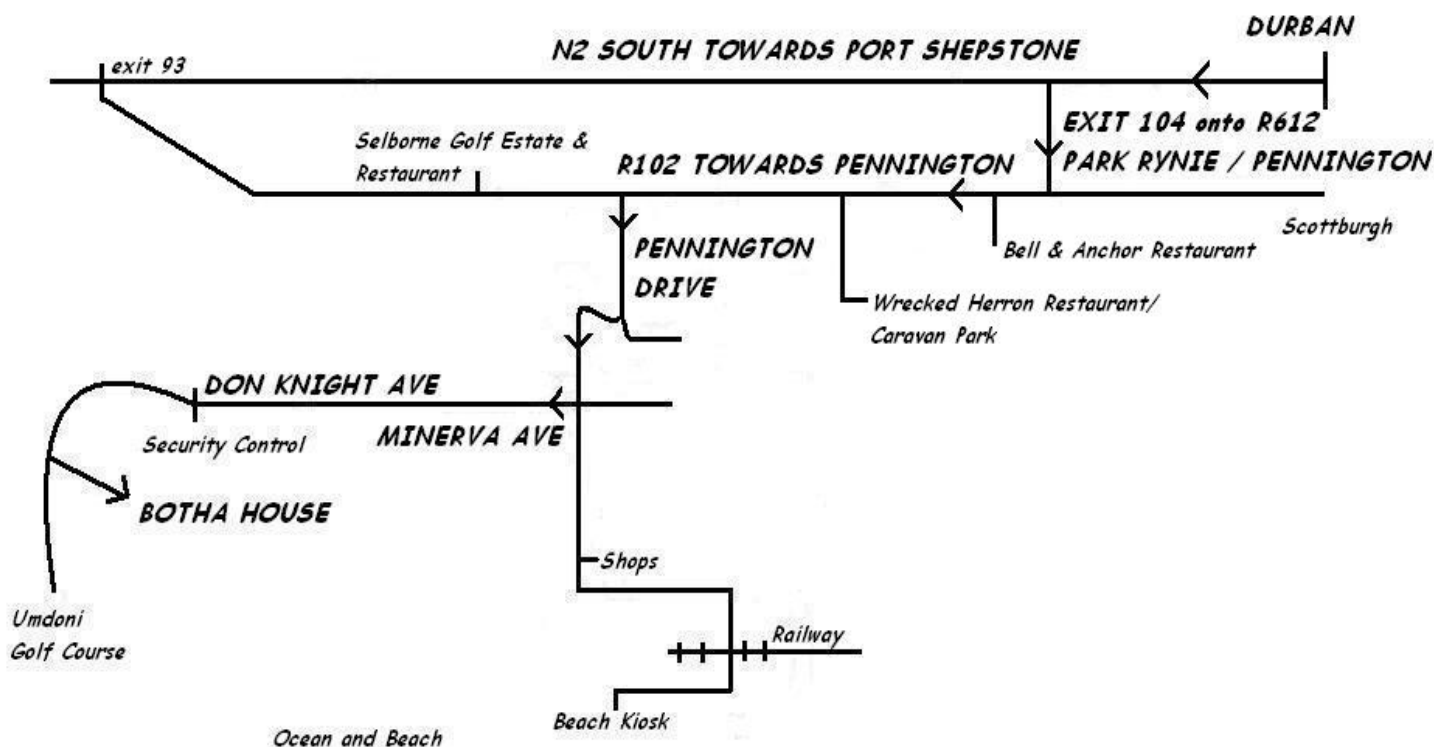 DURBAN
N2 SOUTH TOWARDS PORT SHEPSTONE
exit 93
EXIT 104 onto R612
PARK RYNIE / PENNINGTON
Selborne Golf Estate &
Restaurant
R102 TOWARDS PENNINGTON
Scottburgh
Bell & Anchor Restaurant
PENNINGTON
DRIVE
Wrecked Herron Restaurant/
Caravan Park
DON KNIGHT AVE
MINERVA AVE
Security Control
BOTHA HOUSE
Shops
Umdoni
Golf Course
Railway
Beach Kiosk
Ocean and Beach